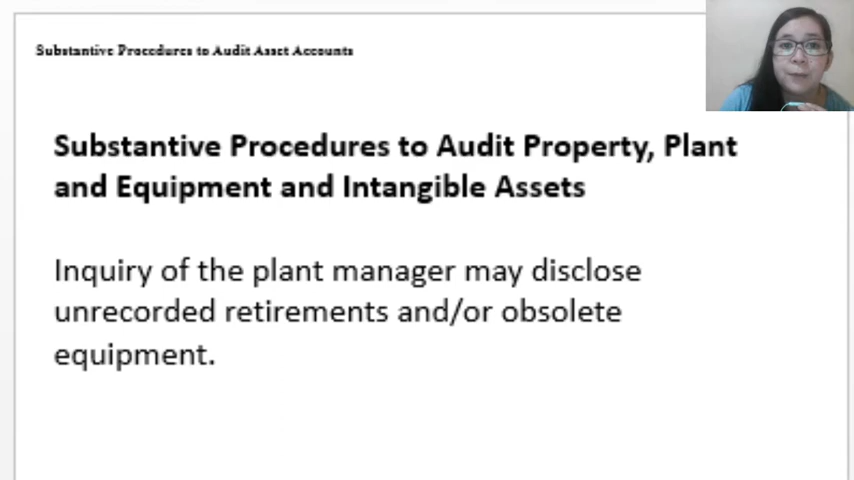 Substantive Procedures to Audit Asset Accounts
Substantive Procedures to Audit Property, Plant
and Equipment and Intangible Assets
Inquiry of the plant manager may disclose
unrecorded retirements and/or obsolete
equipment.